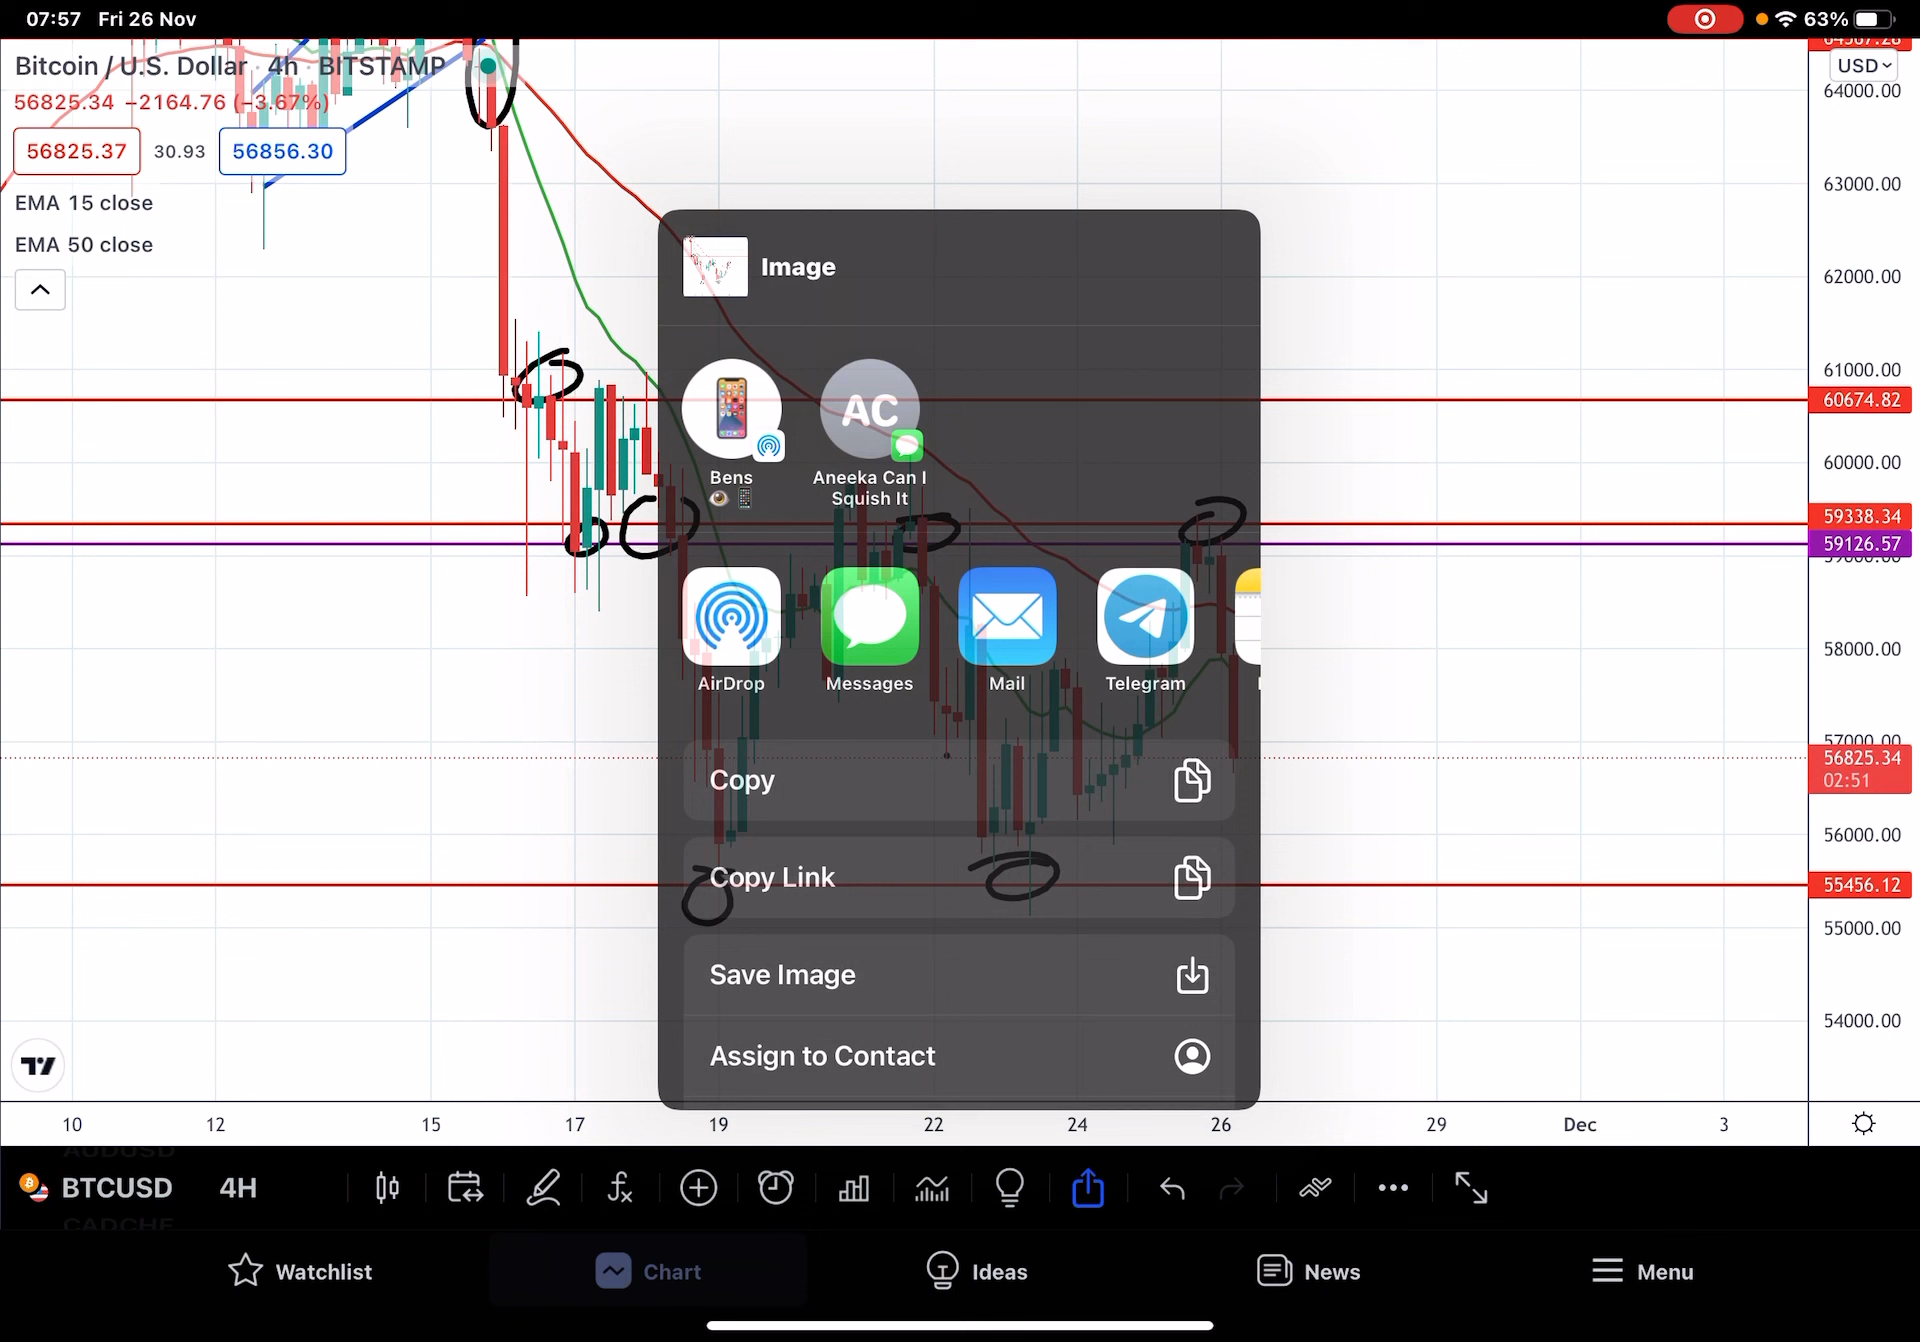 07:57 Fri 26 Nov
63%
Bitcoin / U.S. Dollar · 4h · BITSTAMP
56825.34 −2164.76 (−3.67%)
56825.37 30.93 56856.30
EMA 15 close
EMA 50 close
USD
64000.00
63000.00
62000.00
61000.00
60674.82
60000.00
59338.34
59126.57
58000.00
57000.00
56825.34
02:51
56000.00
55456.12
55000.00
54000.00
Image
AC
Bens
Aneeka Can I
Squish It
AirDrop Messages Mail Telegram
Copy
Copy Link
Save Image
Assign to Contact
10 12 15 17 19 22 24 26 29 Dec 3
AUDUSD
BTCUSD 4H
CADCHF
Watchlist Chart Ideas News Menu